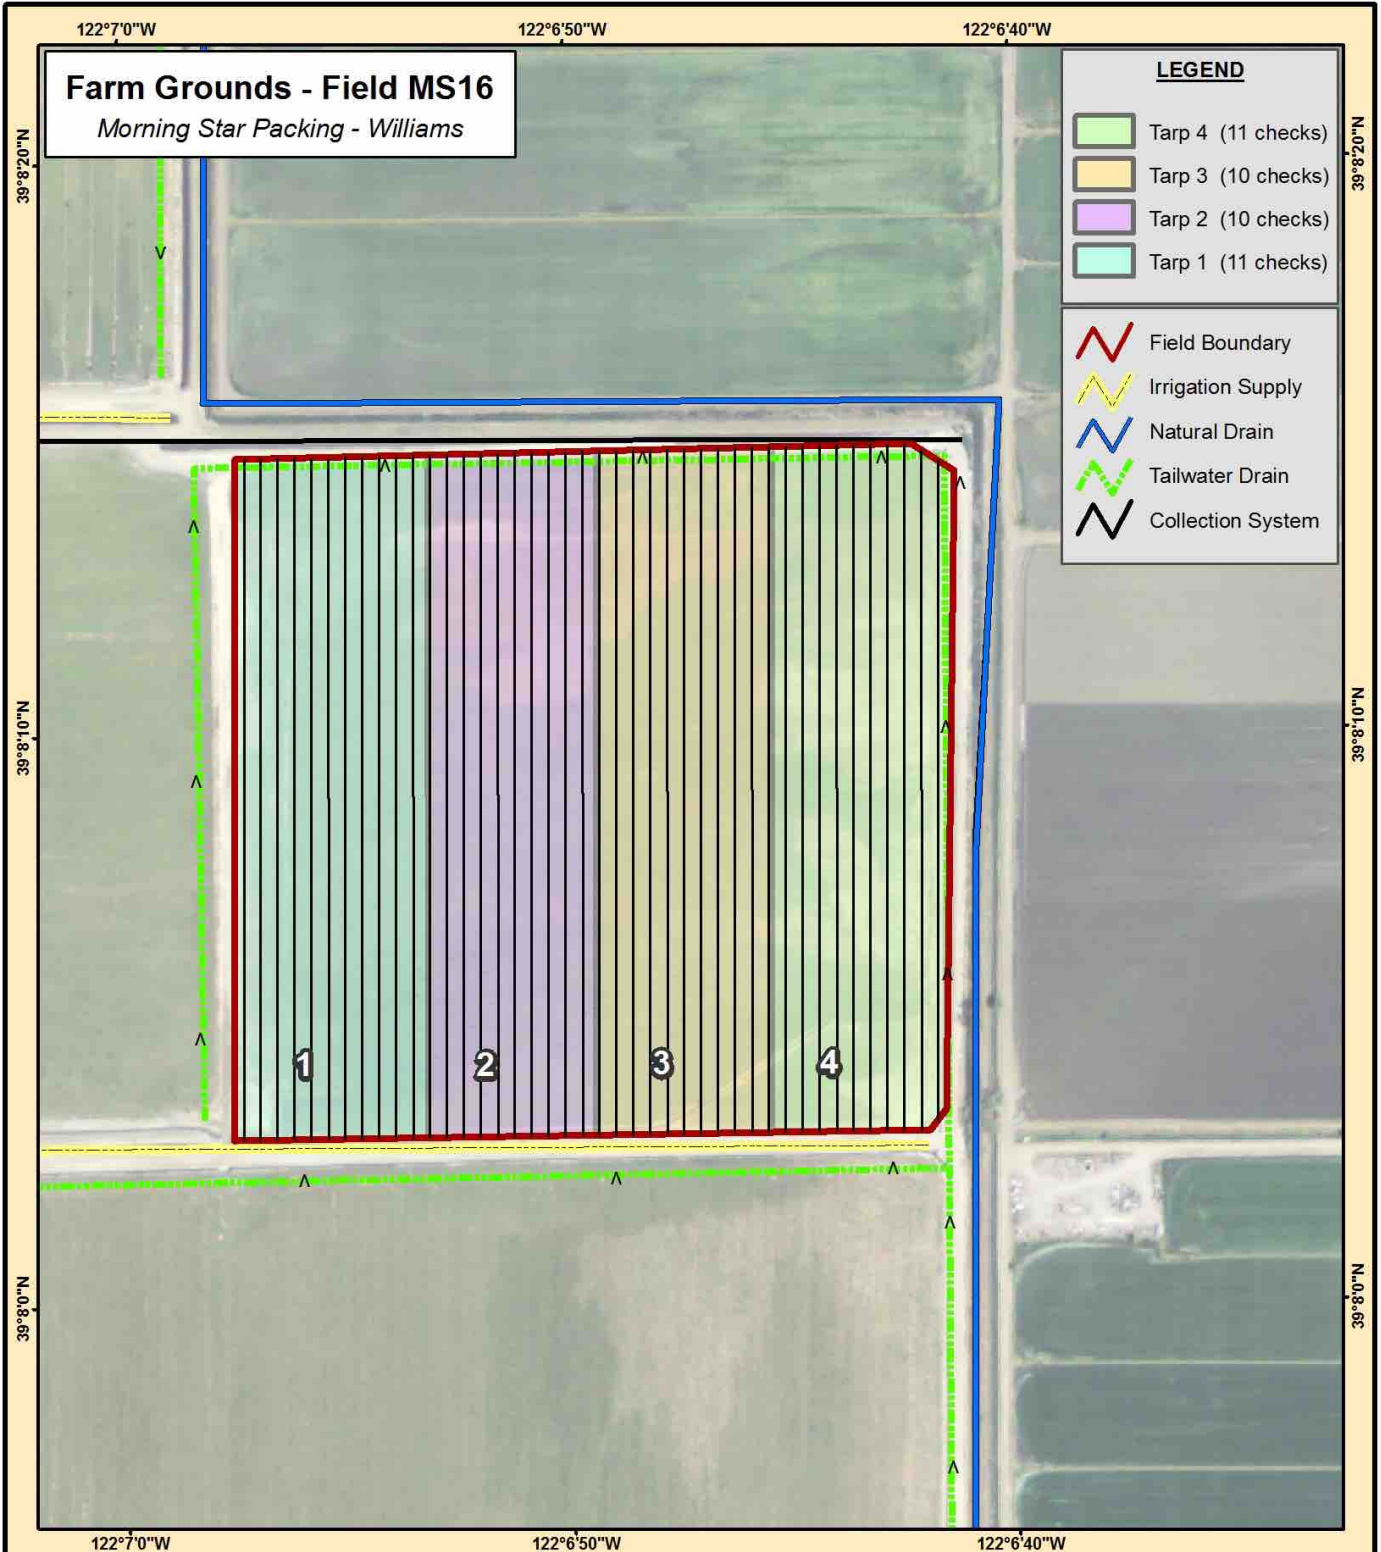 122°7'0"W
122°6'50"W
122°6'40"W
Farm Grounds - Field MS16
Morning Star Packing - Williams
LEGEND
Tarp 4 (11 checks)
Tarp 3 (10 checks)
Tarp 2 (10 checks)
Tarp 1 (11 checks)
Field Boundary
Irrigation Supply
Natural Drain
Tailwater Drain
Collection System
39°8'20"N
39°8'20"N
39°8'10"N
39°8'10"N
1
2
3
4
39°8'0"N
39°8'0"N
122°7'0"W
122°6'50"W
122°6'40"W